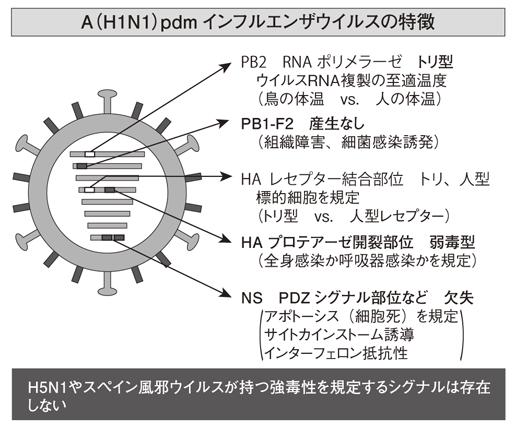 A(H1N1)pdm インフルエンザウイルスの特徴
PB2 RNA ポリメラーゼ トリ型
ウイルスRNA複製の至適温度
(鳥の体温 vs. 人の体温)
PB1-F2 産生なし
(組織障害、細菌感染誘発)
HA レセプター結合部位 トリ、人型
標的細胞を規定
(トリ型 vs. 人型レセプター)
HA プロテアーゼ開裂部位 弱毒型
(全身感染か呼吸器感染かを規定)
NS PDZ シグナル部位など 欠失
(アポトーシス(細胞死)を規定
サイトカインストーム誘導
インターフェロン抵抗性)
H5N1やスペイン風邪ウイルスが持つ強毒性を規定するシグナルは存在
しない